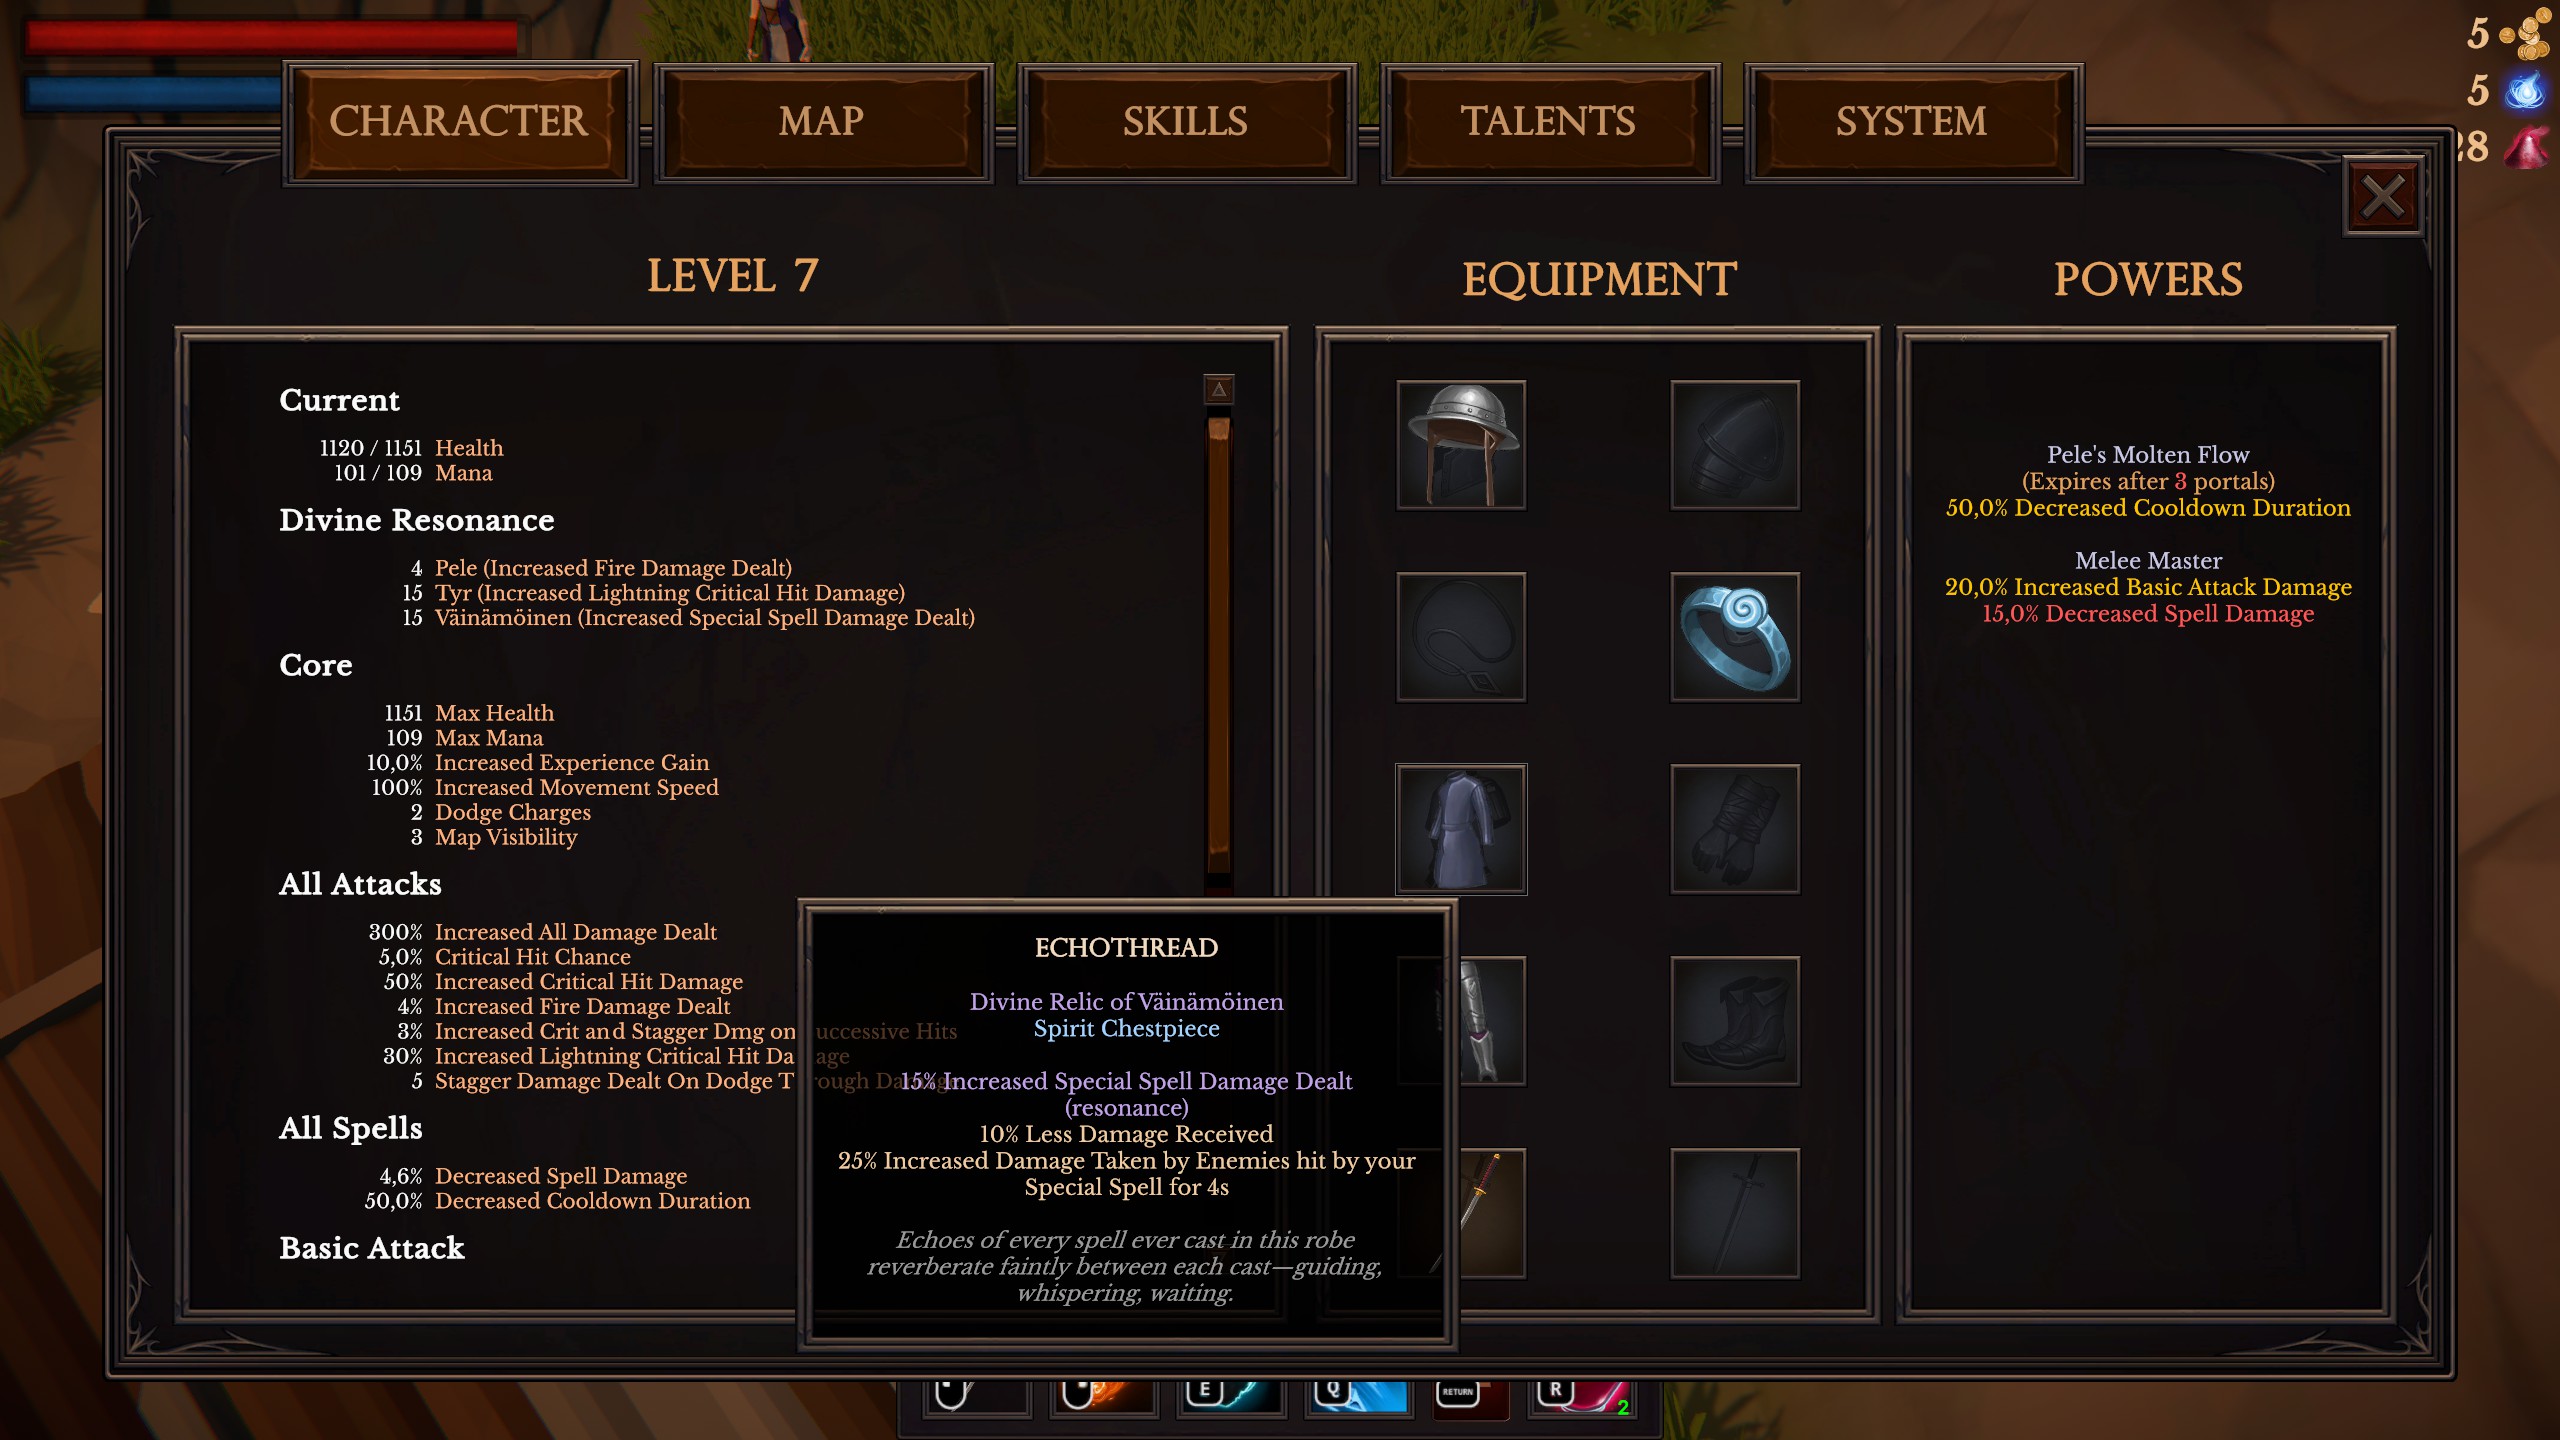 5
5
28
CHARACTER
MAP
SKILLS
TALENTS
SYSTEM
LEVEL 7
EQUIPMENT
POWERS
Current
1120 / 1151 Health
101 / 109 Mana
Divine Resonance
4 Pele (Increased Fire Damage Dealt)
15 Tyr (Increased Lightning Critical Hit Damage)
15 Väinämöinen (Increased Special Spell Damage Dealt)
Core
1151 Max Health
109 Max Mana
10,0% Increased Experience Gain
100% Increased Movement Speed
2 Dodge Charges
3 Map Visibility
All Attacks
300% Increased All Damage Dealt
5,0% Critical Hit Chance
50% Increased Critical Hit Damage
4% Increased Fire Damage Dealt
3% Increased Crit and Stagger Dmg on Successive Hits
30% Increased Lightning Critical Hit Damage
5 Stagger Damage Dealt On Dodge Through Damage
All Spells
4,6% Decreased Spell Damage
50,0% Decreased Cooldown Duration
Basic Attack
ECHOTHREAD
Divine Relic of Väinämöinen
Spirit Chestpiece
15% Increased Special Spell Damage Dealt
(resonance)
10% Less Damage Received
25% Increased Damage Taken by Enemies hit by your
Special Spell for 4s
Echoes of every spell ever cast in this robe
reverberate faintly between each cast—guiding,
whispering, waiting.
Pele's Molten Flow
(Expires after 3 portals)
50,0% Decreased Cooldown Duration
Melee Master
20,0% Increased Basic Attack Damage
15,0% Decreased Spell Damage
E
Q
RETURN
R
2